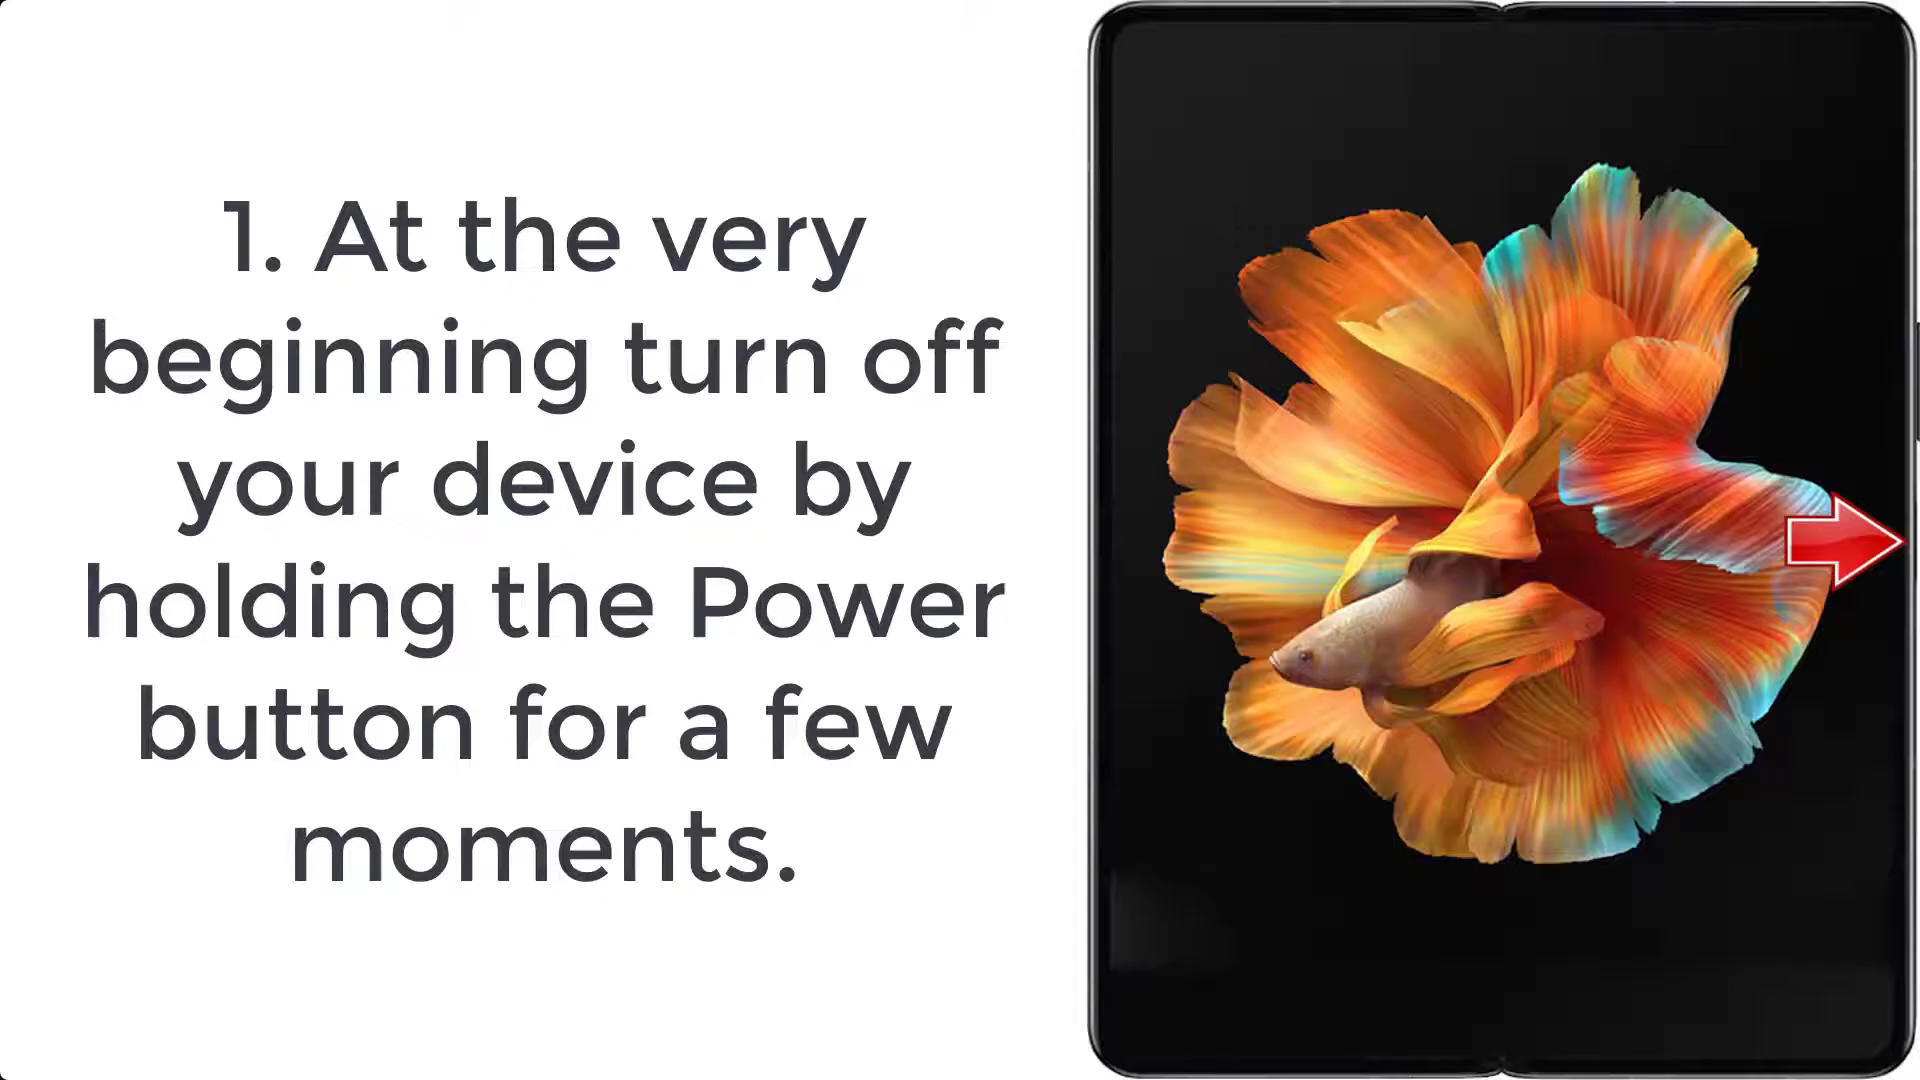 1. At the very
beginning turn off
your device by
holding the Power
button for a few
moments.